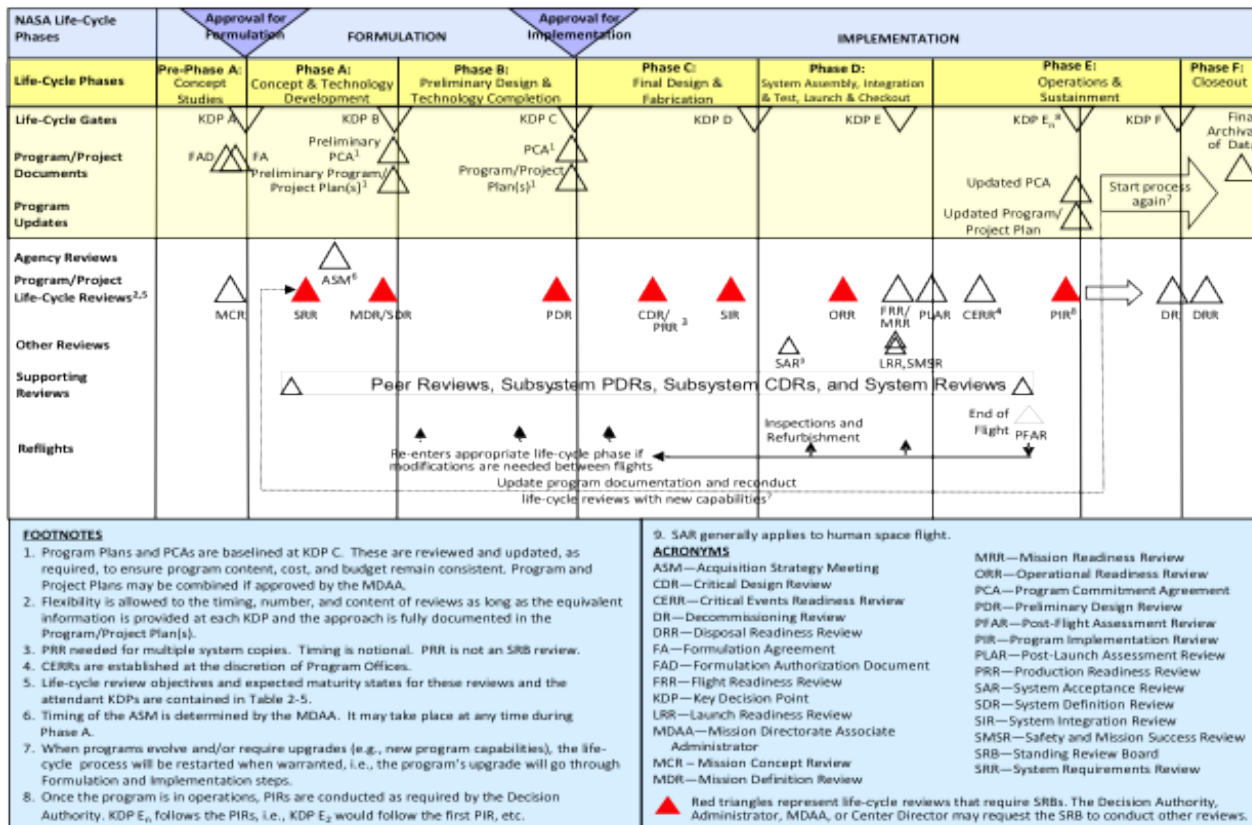 NASA Life-Cycle
Phases
Approval for
Formulation
FORMULATION
Approval for
Implementation
IMPLEMENTATION
Life-Cycle Phases
Pre-Phase A:
Concept
Studies
Phase A:
Concept & Technology
Development
Phase B:
Preliminary Design &
Technology Completion
Phase C:
Final Design &
Fabrication
Phase D:
System Assembly, Integration
& Test, Launch & Checkout
Phase E:
Operations &
Sustainment
Phase F:
Closeout
Life-Cycle Gates
KDP A
KDP B
KDP C
KDP D
KDP E
KDP Eₙ⁸
KDP F
Program/Project
Documents
FAD
FA
Preliminary
PCA¹
Preliminary Program/
Project Plan(s)¹
PCA¹
Program/Project
Plan(s)¹
Final
Archival
of Data
Program
Updates
Updated PCA
Updated Program/
Project Plan
Start process
again⁷
Agency Reviews
ASM⁶
Program/Project
Life-Cycle Reviews²,⁵
MCR
SRR
MDR/SDR
PDR
CDR/
PRR ³
SIR
ORR
FRR/
MRR
PLAR
CERR⁴
PIR⁸
DR
DRR
Other Reviews
SAR⁹
LRR,SMSR
Supporting
Reviews
Peer Reviews, Subsystem PDRs, Subsystem CDRs, and System Reviews
Reflights
Re-enters appropriate life-cycle phase if
modifications are needed between flights
Inspections and
Refurbishment
End of
Flight
PFAR
Update program documentation and reconduct
life-cycle reviews with new capabilities⁷
FOOTNOTES
1. Program Plans and PCAs are baselined at KDP C. These are reviewed and updated, as
required, to ensure program content, cost, and budget remain consistent. Program and
Project Plans may be combined if approved by the MDAA.
2. Flexibility is allowed to the timing, number, and content of reviews as long as the equivalent
information is provided at each KDP and the approach is fully documented in the
Program/Project Plan(s).
3. PRR needed for multiple system copies. Timing is notional. PRR is not an SRB review.
4. CERRs are established at the discretion of Program Offices.
5. Life-cycle review objectives and expected maturity states for these reviews and the
attendant KDPs are contained in Table 2-5.
6. Timing of the ASM is determined by the MDAA. It may take place at any time during
Phase A.
7. When programs evolve and/or require upgrades (e.g., new program capabilities), the life-
cycle process will be restarted when warranted, i.e., the program's upgrade will go through
Formulation and Implementation steps.
8. Once the program is in operations, PIRs are conducted as required by the Decision
Authority. KDP Eₙ follows the PIRs, i.e., KDP E₂ would follow the first PIR, etc.
9. SAR generally applies to human space flight.
ACRONYMS
ASM—Acquisition Strategy Meeting
CDR—Critical Design Review
CERR—Critical Events Readiness Review
DR—Decommissioning Review
DRR—Disposal Readiness Review
FA—Formulation Agreement
FAD—Formulation Authorization Document
FRR—Flight Readiness Review
KDP—Key Decision Point
LRR—Launch Readiness Review
MDAA—Mission Directorate Associate
Administrator
MCR – Mission Concept Review
MDR—Mission Definition Review
MRR—Mission Readiness Review
ORR—Operational Readiness Review
PCA—Program Commitment Agreement
PDR—Preliminary Design Review
PFAR—Post-Flight Assessment Review
PIR—Program Implementation Review
PLAR—Post-Launch Assessment Review
PRR—Production Readiness Review
SAR—System Acceptance Review
SDR—System Definition Review
SIR—System Integration Review
SMSR—Safety and Mission Success Review
SRB—Standing Review Board
SRR—System Requirements Review
Red triangles represent life-cycle reviews that require SRBs. The Decision Authority,
Administrator, MDAA, or Center Director may request the SRB to conduct other reviews.